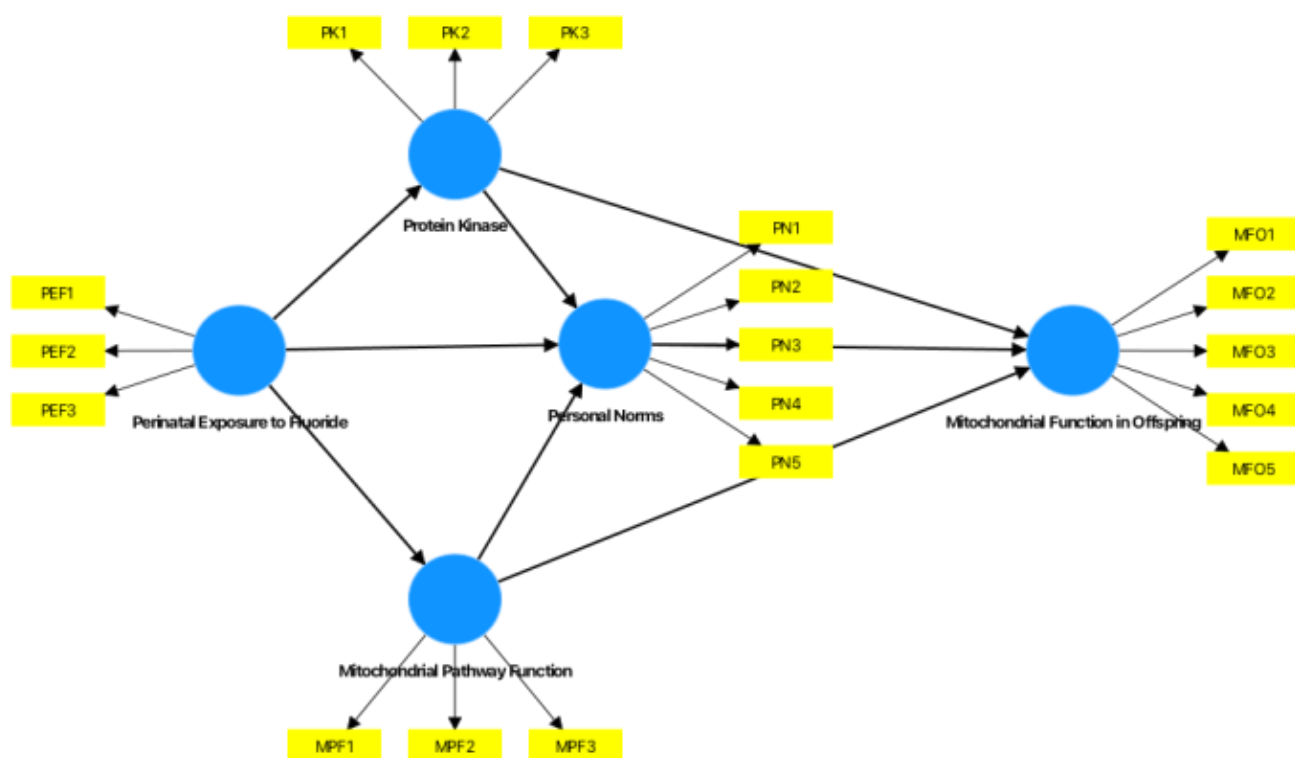 PK1 PK2 PK3
Protein Kinase
PN1
MFO1
PEF1
PN2
MFO2
PEF2
PN3
MFO3
PEF3
PN4
MFO4
Perinatal Exposure to Fluoride
Personal Norms
Mitochondrial Function in Offspring
PN5
MFO5
Mitochondrial Pathway Function
MPF1 MPF2 MPF3